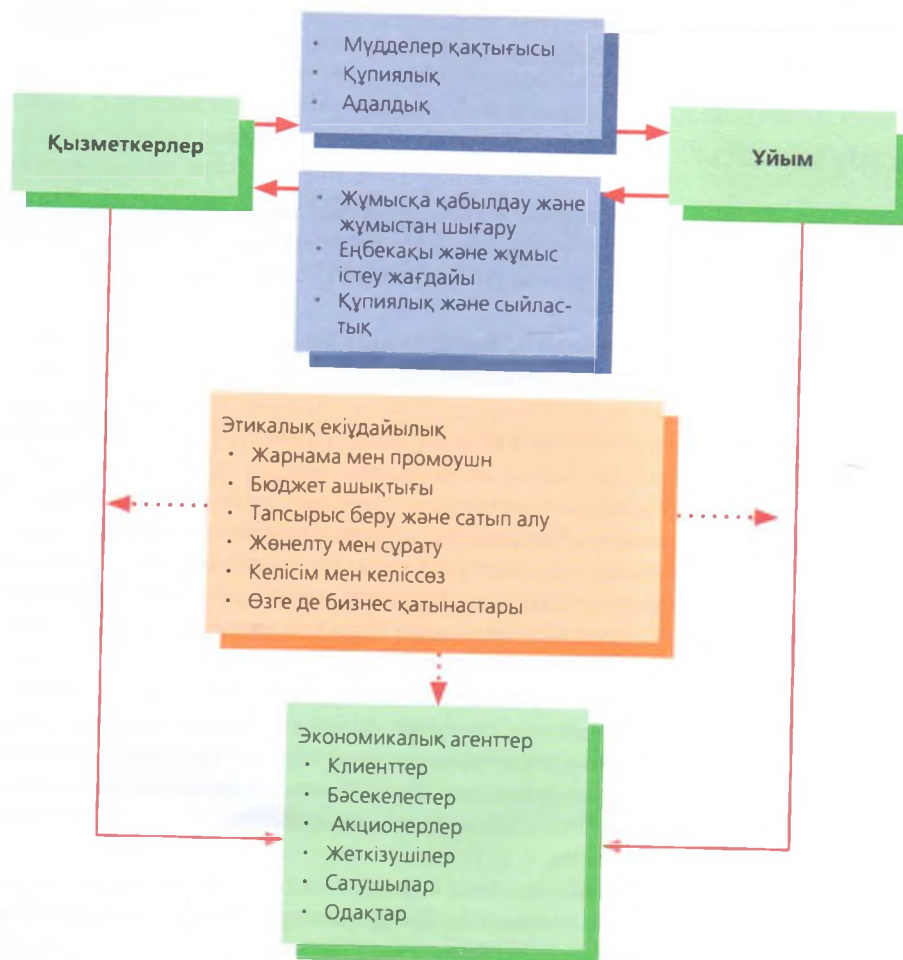 • Мүдделер қақтығысы
• Құпиялық
• Адалдық
Қызметкерлер
Ұйым
• Жұмысқа қабылдау және
жұмыстан шығару
• Еңбекақы және жұмыс
істеу жағдайы
• Құпиялық және сыйлас-
тық
Этикалық екіұдайылық
• Жарнама мен промоушн
• Бюджет ашықтығы
• Тапсырыс беру және сатып алу
• Жөнелту мен сұрату
• Келісім мен келіссөз
• Өзге де бизнес қатынастары
Экономикалық агенттер
• Клиенттер
• Бәсекелестер
• Акционерлер
• Жеткізушілер
• Сатушылар
• Одақтар